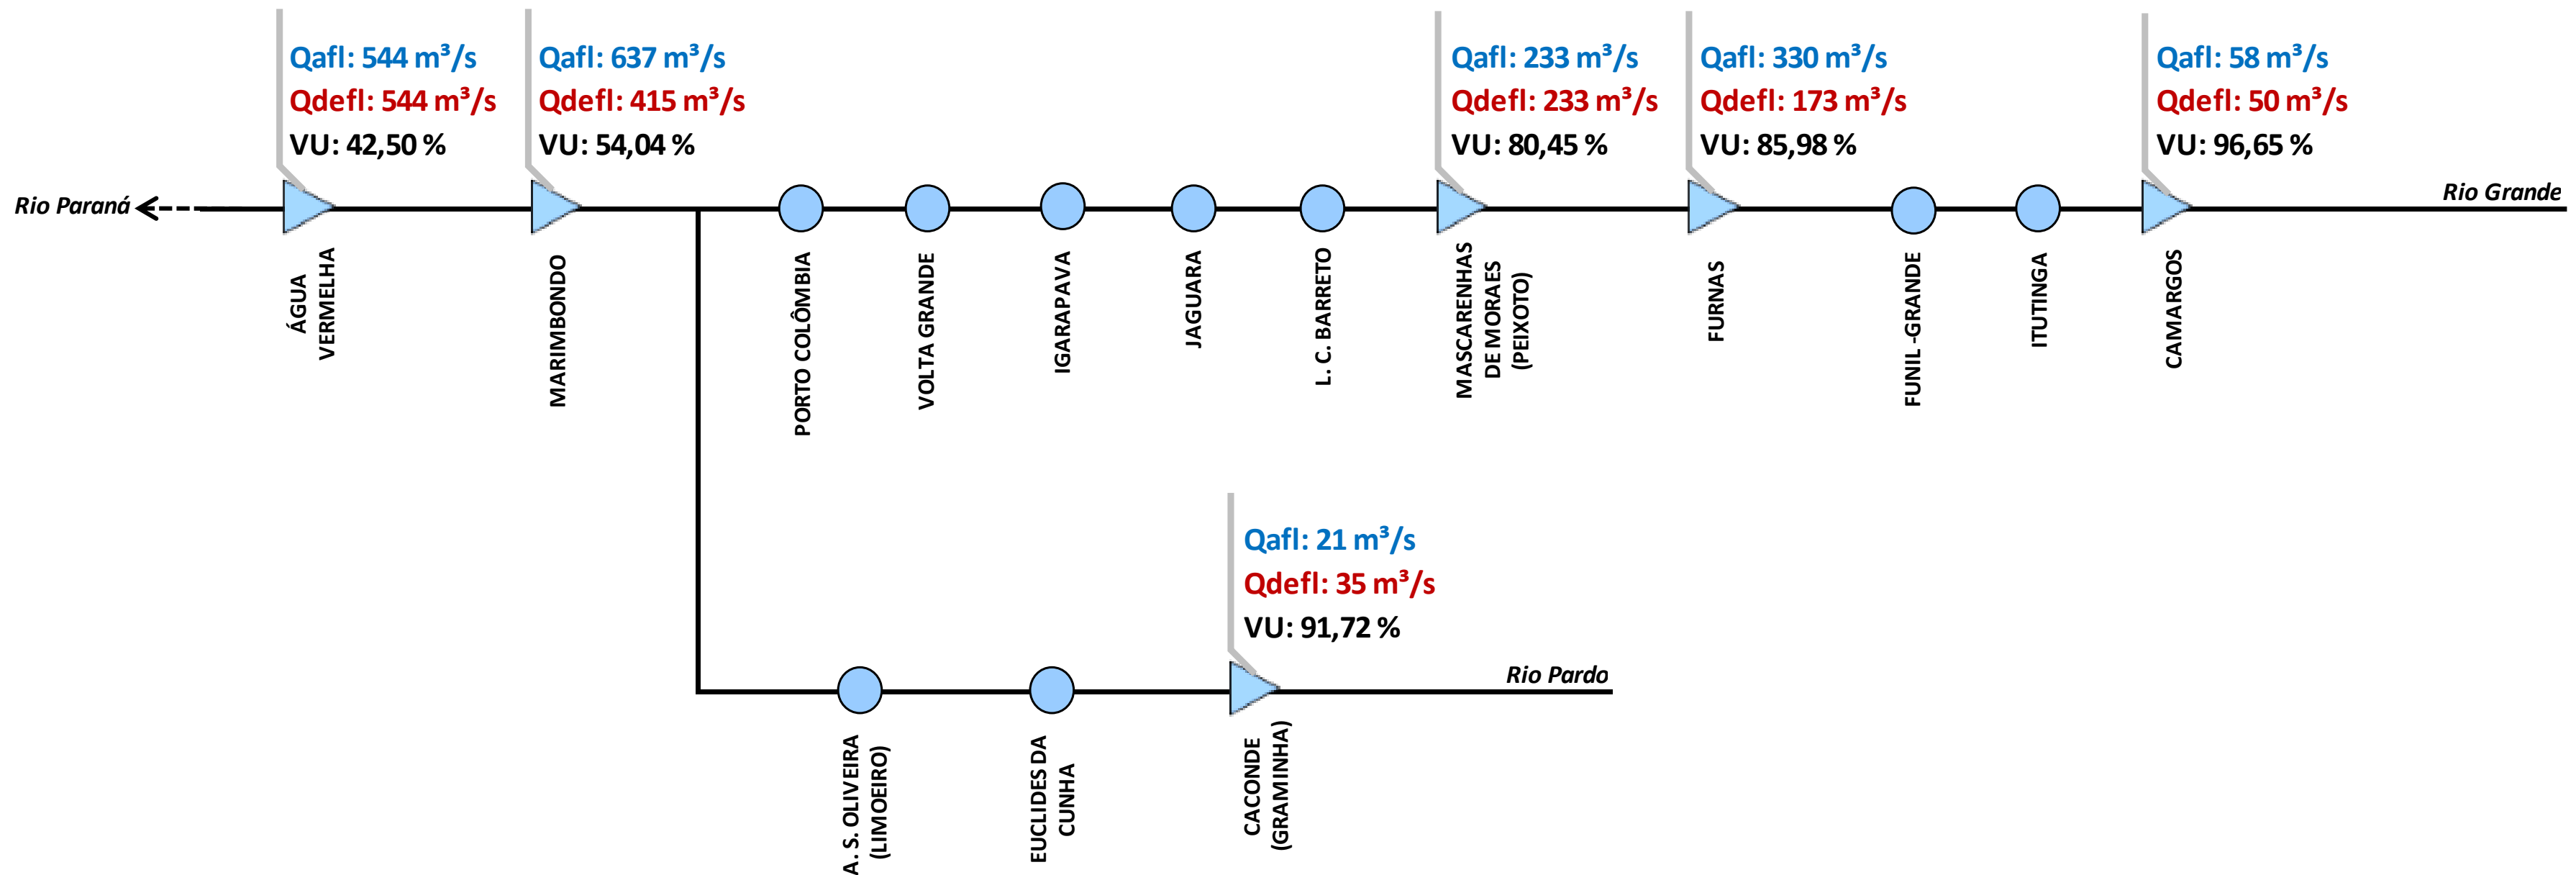 Qafl: 544 m³/s
Qdefl: 544 m³/s
VU: 42,50 %
Qafl: 637 m³/s
Qdefl: 415 m³/s
VU: 54,04 %
Qafl: 233 m³/s
Qdefl: 233 m³/s
VU: 80,45 %
Qafl: 330 m³/s
Qdefl: 173 m³/s
VU: 85,98 %
Qafl: 58 m³/s
Qdefl: 50 m³/s
VU: 96,65 %
Rio Paraná
Rio Grande
ÁGUA
VERMELHA
MARIMBONDO
PORTO COLÔMBIA
VOLTA GRANDE
IGARAPAVA
JAGUARA
L. C. BARRETO
MASCARENHAS
DE MORAES
(PEIXOTO)
FURNAS
FUNIL -GRANDE
ITUTINGA
CAMARGOS
Qafl: 21 m³/s
Qdefl: 35 m³/s
VU: 91,72 %
Rio Pardo
A. S. OLIVEIRA
(LIMOEIRO)
EUCLIDES DA
CUNHA
CACONDE
(GRAMINHA)